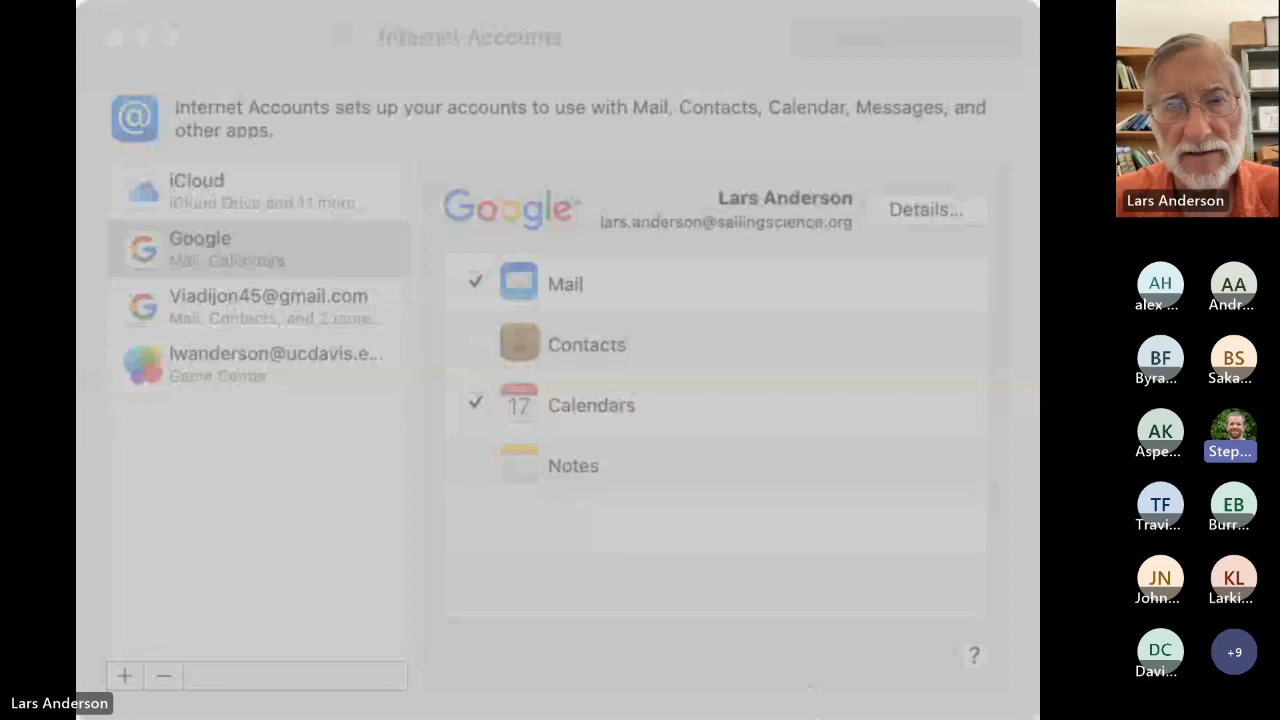 Internet Accounts
Internet Accounts sets up your accounts to use with Mail, Contacts, Calendar, Messages, and
other apps.
iCloud
iCloud Drive and 11 more...
Google
Mail, Calendars
Viadijon45@gmail.com
Mail, Contacts, and 2 more...
lwanderson@ucdavis.e...
Game Center
+ −
Google
Lars Anderson
lars.anderson@sailingscience.org
Details...
Mail
Contacts
17 Calendars
Notes
?
Lars Anderson
Lars Anderson
AH AA
alex ... Andr...
BF BS
Byra... Saka...
AK
Aspe... Step...
TF EB
Travi... Burr...
JN KL
John... Larki...
DC +9
Davi...